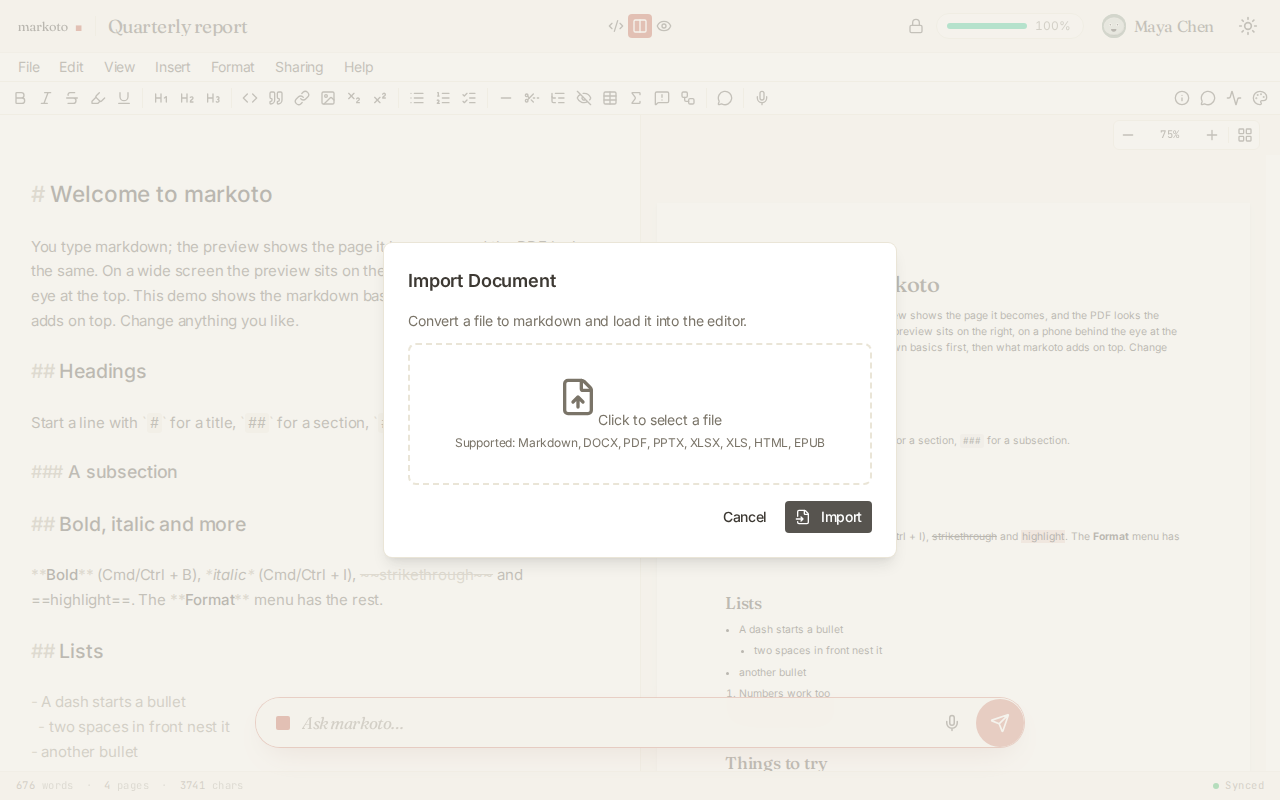 markoto
Quarterly report
100%
Maya Chen
File Edit View Insert Format Sharing Help
H1 H2 H3
75%
# Welcome to markoto
You type markdown; the preview shows the page it
the same. On a wide screen the preview sits on the
eye at the top. This demo shows the markdown bas
adds on top. Change anything you like.
## Headings
Start a line with `#` for a title, `##` for a section, `
### A subsection
## Bold, italic and more
**Bold** (Cmd/Ctrl + B), *italic* (Cmd/Ctrl + I), ~~strikethrough~~ and
==highlight==. The **Format** menu has the rest.
## Lists
- A dash starts a bullet
- two spaces in front nest it
- another bullet
Import Document
Convert a file to markdown and load it into the editor.
Click to select a file
Supported: Markdown, DOCX, PDF, PPTX, XLSX, XLS, HTML, EPUB
Cancel
Import
koto
ew shows the page it becomes, and the PDF looks the
preview sits on the right, on a phone behind the eye at the
wn basics first, then what markoto adds on top. Change
or a section, ### for a subsection.
trl + I), strikethrough and highlight. The Format menu has
Lists
• A dash starts a bullet
• two spaces in front nest it
• another bullet
1. Numbers work too
Things to try
Ask markoto...
676 words · 4 pages · 3741 chars
Synced